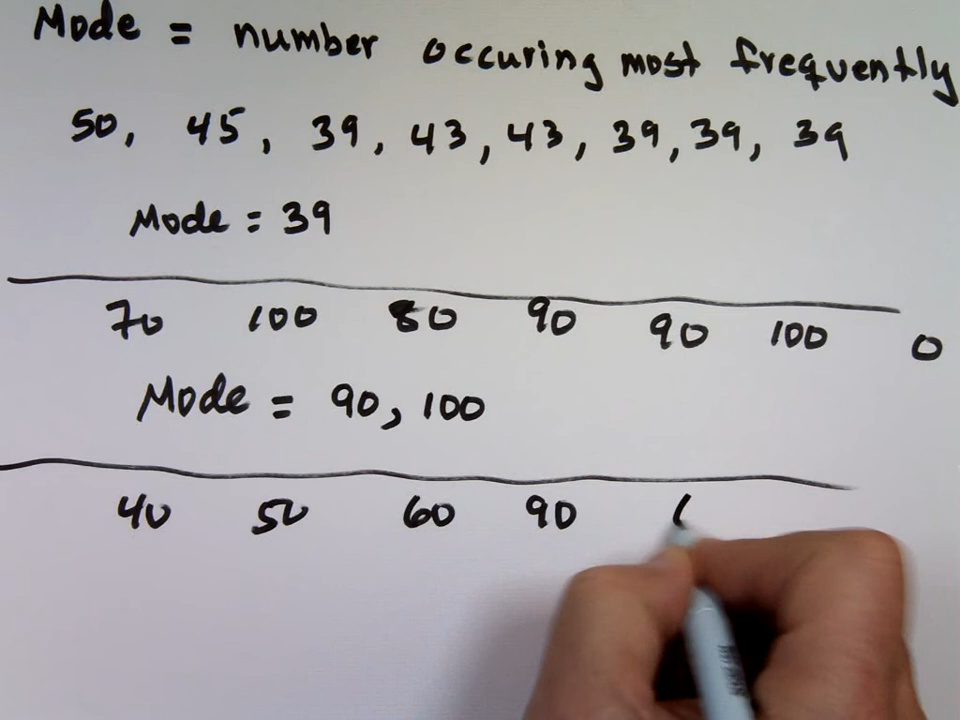 Mode = number occuring most frequently
50, 45, 39, 43, 43, 39, 39, 39
Mode = 39
70 100 80 90 90 100 0
Mode = 90, 100
40 50 60 90